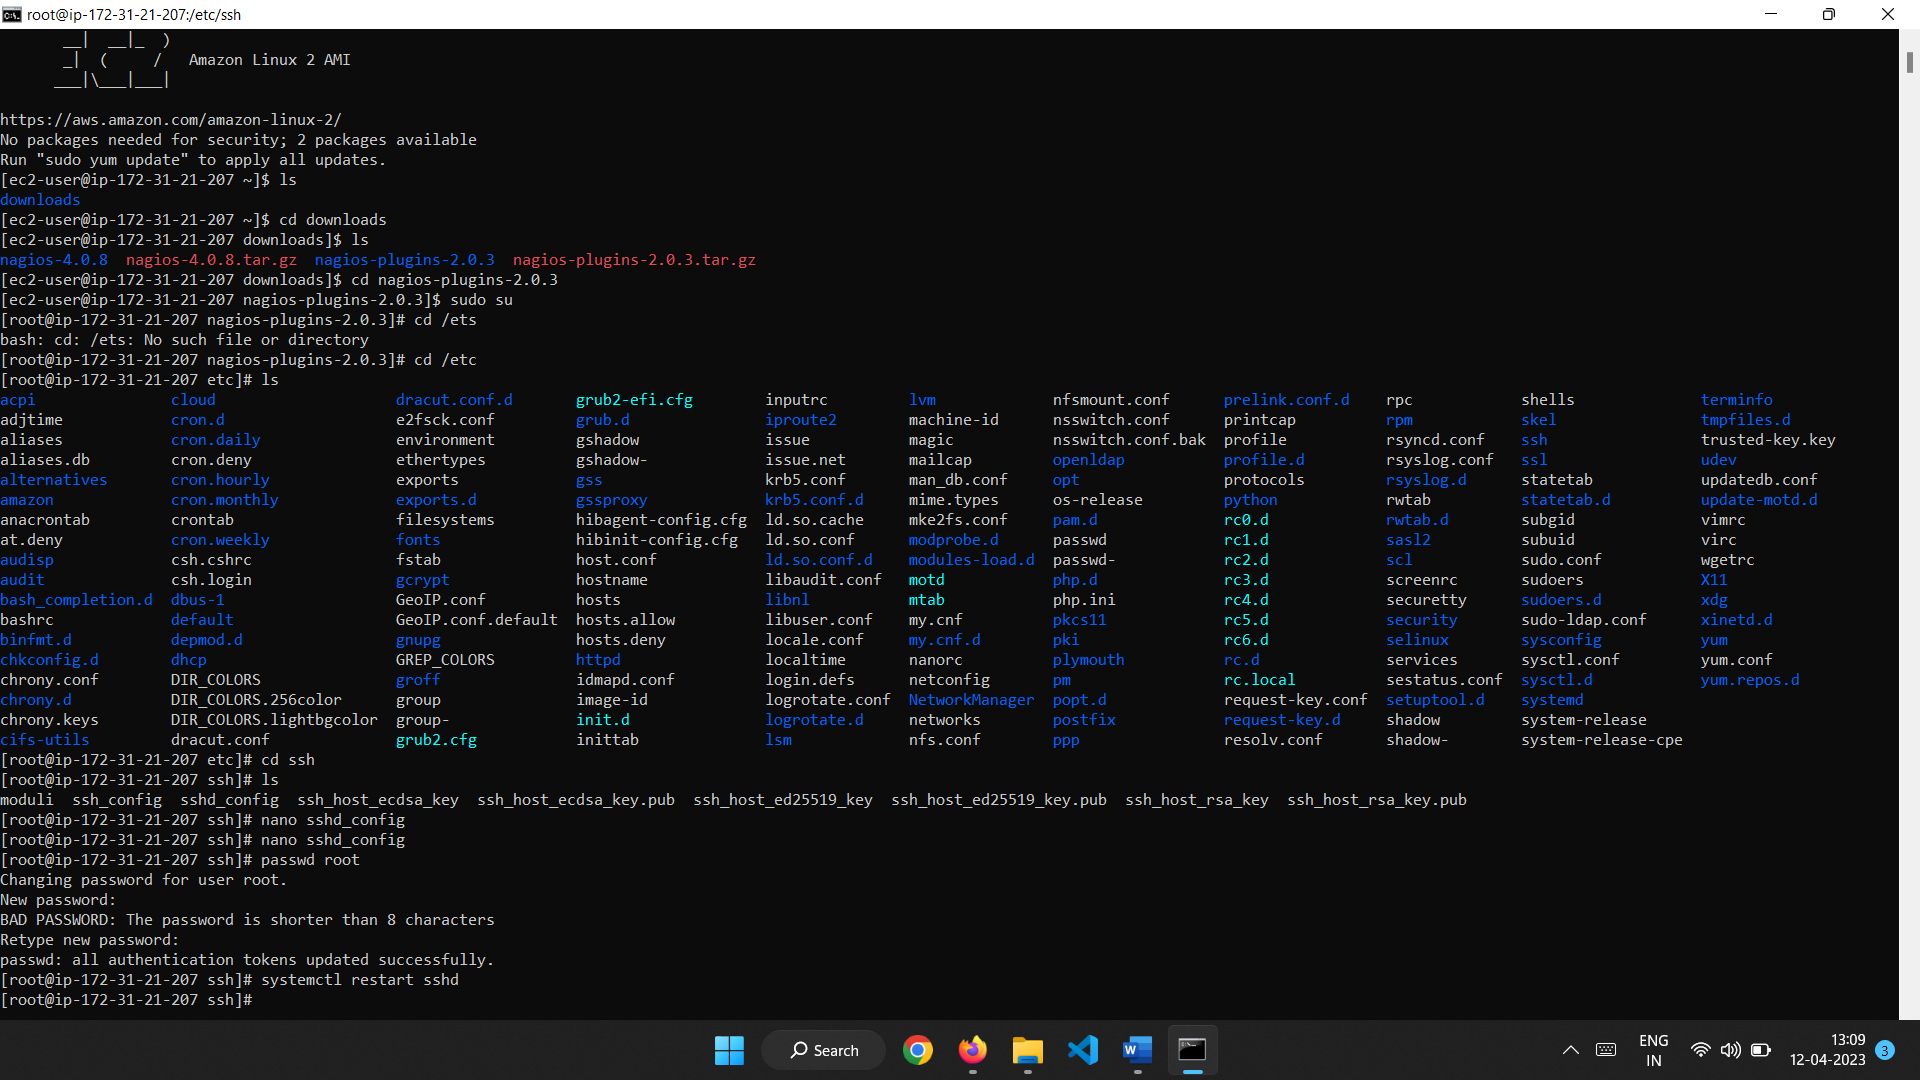 root@ip-172-31-21-207:/etc/ssh
__|  __|_  )
_|  (     /   Amazon Linux 2 AMI
___|\___|___|
https://aws.amazon.com/amazon-linux-2/
No packages needed for security; 2 packages available
Run "sudo yum update" to apply all updates.
[ec2-user@ip-172-31-21-207 ~]$ ls
downloads
[ec2-user@ip-172-31-21-207 ~]$ cd downloads
[ec2-user@ip-172-31-21-207 downloads]$ ls
nagios-4.0.8  nagios-4.0.8.tar.gz  nagios-plugins-2.0.3  nagios-plugins-2.0.3.tar.gz
[ec2-user@ip-172-31-21-207 downloads]$ cd nagios-plugins-2.0.3
[ec2-user@ip-172-31-21-207 nagios-plugins-2.0.3]$ sudo su
[root@ip-172-31-21-207 nagios-plugins-2.0.3]# cd /ets
bash: cd: /ets: No such file or directory
[root@ip-172-31-21-207 nagios-plugins-2.0.3]# cd /etc
[root@ip-172-31-21-207 etc]# ls
acpi cloud dracut.conf.d grub2-efi.cfg inputrc lvm nfsmount.conf prelink.conf.d rpc shells terminfo
adjtime cron.d e2fsck.conf grub.d iproute2 machine-id nsswitch.conf printcap rpm skel tmpfiles.d
aliases cron.daily environment gshadow issue magic nsswitch.conf.bak profile rsyncd.conf ssh trusted-key.key
aliases.db cron.deny ethertypes gshadow- issue.net mailcap openldap profile.d rsyslog.conf ssl udev
alternatives cron.hourly exports gss krb5.conf man_db.conf opt protocols rsyslog.d statetab updatedb.conf
amazon cron.monthly exports.d gssproxy krb5.conf.d mime.types os-release python rwtab statetab.d update-motd.d
anacrontab crontab filesystems hibagent-config.cfg ld.so.cache mke2fs.conf pam.d rc0.d rwtab.d subgid vimrc
at.deny cron.weekly fonts hibinit-config.cfg ld.so.conf modprobe.d passwd rc1.d sasl2 subuid virc
audisp csh.cshrc fstab host.conf ld.so.conf.d modules-load.d passwd- rc2.d scl sudo.conf wgetrc
audit csh.login gcrypt hostname libaudit.conf motd php.d rc3.d screenrc sudoers X11
bash_completion.d dbus-1 GeoIP.conf hosts libnl mtab php.ini rc4.d securetty sudoers.d xdg
bashrc default GeoIP.conf.default hosts.allow libuser.conf my.cnf pkcs11 rc5.d security sudo-ldap.conf xinetd.d
binfmt.d depmod.d gnupg hosts.deny locale.conf my.cnf.d pki rc6.d selinux sysconfig yum
chkconfig.d dhcp GREP_COLORS httpd localtime nanorc plymouth rc.d services sysctl.conf yum.conf
chrony.conf DIR_COLORS groff idmapd.conf login.defs netconfig pm rc.local sestatus.conf sysctl.d yum.repos.d
chrony.d DIR_COLORS.256color group image-id logrotate.conf NetworkManager popt.d request-key.conf setuptool.d systemd
chrony.keys DIR_COLORS.lightbgcolor group- init.d logrotate.d networks postfix request-key.d shadow system-release
cifs-utils dracut.conf grub2.cfg inittab lsm nfs.conf ppp resolv.conf shadow- system-release-cpe
[root@ip-172-31-21-207 etc]# cd ssh
[root@ip-172-31-21-207 ssh]# ls
moduli  ssh_config  sshd_config  ssh_host_ecdsa_key  ssh_host_ecdsa_key.pub  ssh_host_ed25519_key  ssh_host_ed25519_key.pub  ssh_host_rsa_key  ssh_host_rsa_key.pub
[root@ip-172-31-21-207 ssh]# nano sshd_config
[root@ip-172-31-21-207 ssh]# nano sshd_config
[root@ip-172-31-21-207 ssh]# passwd root
Changing password for user root.
New password:
BAD PASSWORD: The password is shorter than 8 characters
Retype new password:
passwd: all authentication tokens updated successfully.
[root@ip-172-31-21-207 ssh]# systemctl restart sshd
[root@ip-172-31-21-207 ssh]#
Search
ENG
IN
13:09
12-04-2023
3